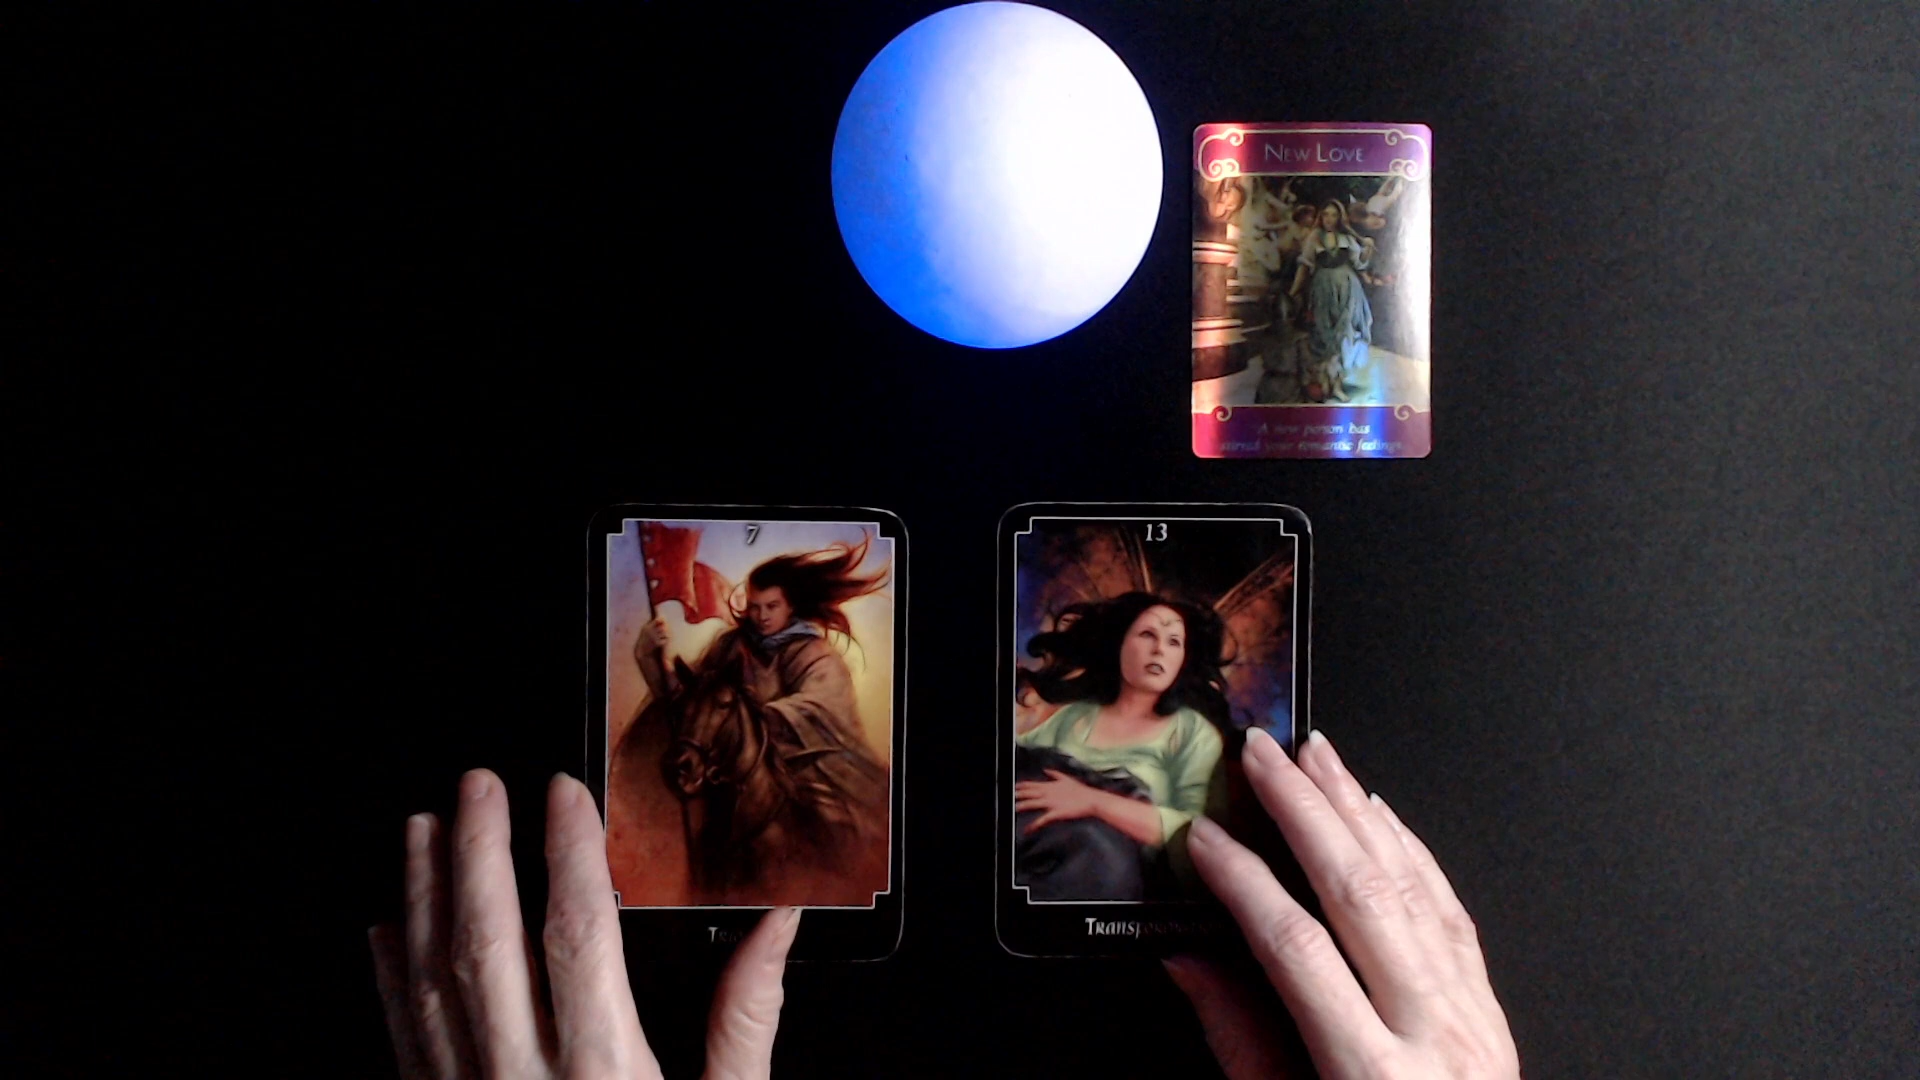 New Love
A new person has
stirred your romantic feelings.
7
13
Transformation